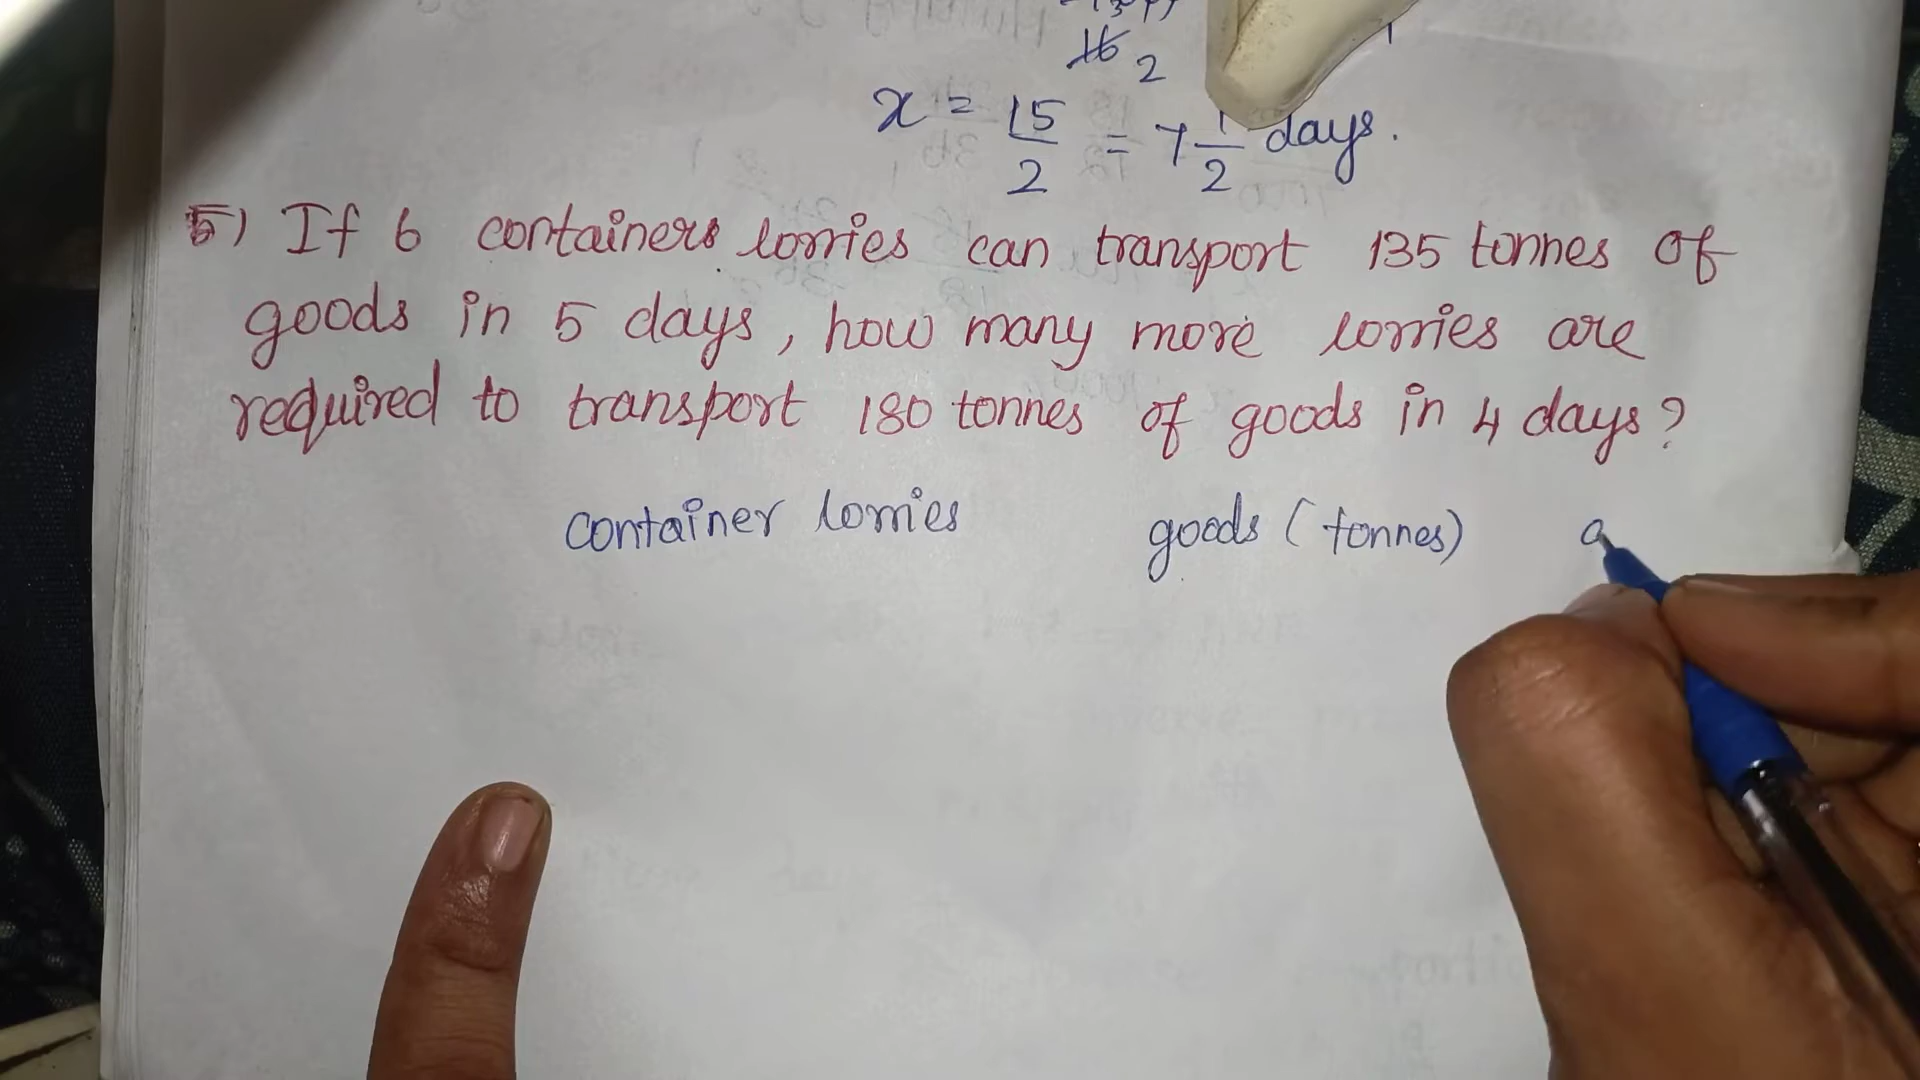 16 2
x = 15/2 = 7 1/2 days.
5) If 6 containers lorries can transport 135 tonnes of
goods in 5 days, how many more lorries are
required to transport 180 tonnes of goods in 4 days?
container lorries goods (tonnes)